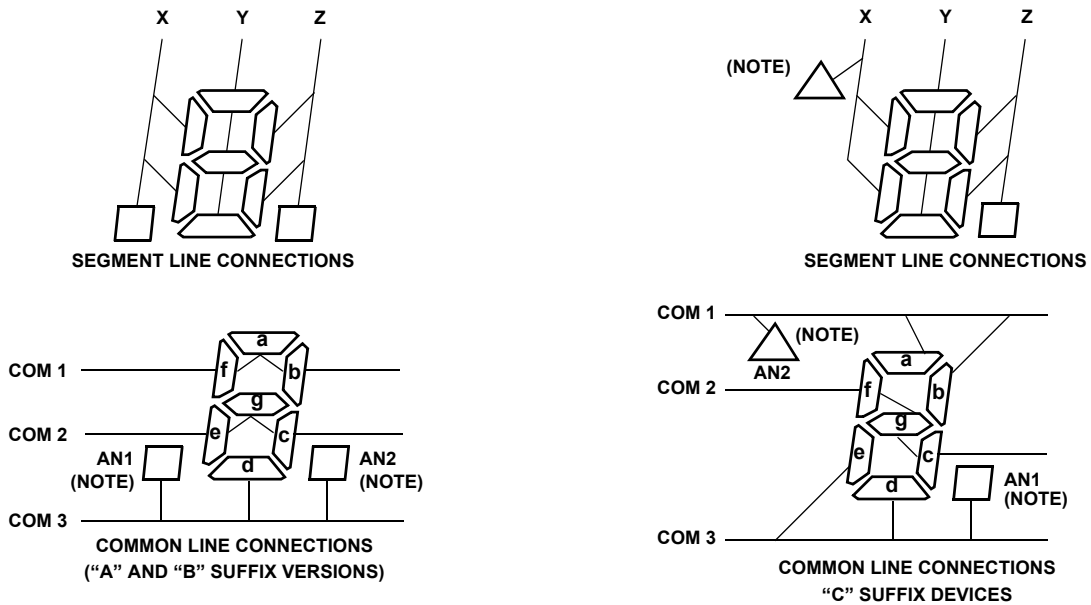 X Y Z
SEGMENT LINE CONNECTIONS
X Y Z
(NOTE)
SEGMENT LINE CONNECTIONS
a
COM 1 f b
g
COM 2 e c
AN1 d AN2
(NOTE) (NOTE)
COM 3
COMMON LINE CONNECTIONS
(“A” AND “B” SUFFIX VERSIONS)
COM 1
(NOTE)
a
AN2
COM 2 f b
g
e c
d AN1
(NOTE)
COM 3
COMMON LINE CONNECTIONS
“C” SUFFIX DEVICES